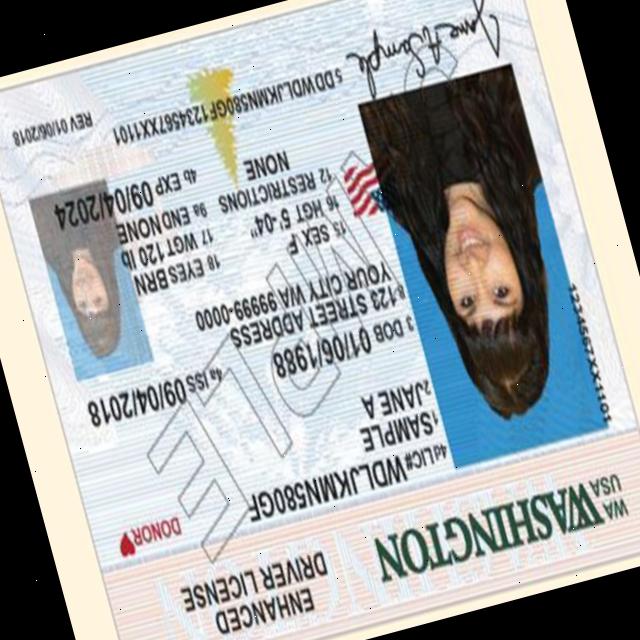 WA
USA
WASHINGTON
ENHANCED
DRIVER LICENSE
4d LIC# WDLJKMN580GF
DONOR
1 SAMPLE
2 JANE A
3 DOB 01/06/1988
4a ISS 09/04/2018
8 123 STREET ADDRESS
YOUR CITY WA 99999-0000
15 SEX F
18 EYES BRN
16 HGT 5'-04"
17 WGT 120 lb
12 RESTRICTIONS
NONE
9a END NONE
4b EXP 09/04/2024
5 DD WDLJKMN580GF1234567XX1101
REV 01/06/2018
1234567XX1101
Jane A Sample
SAMPLE